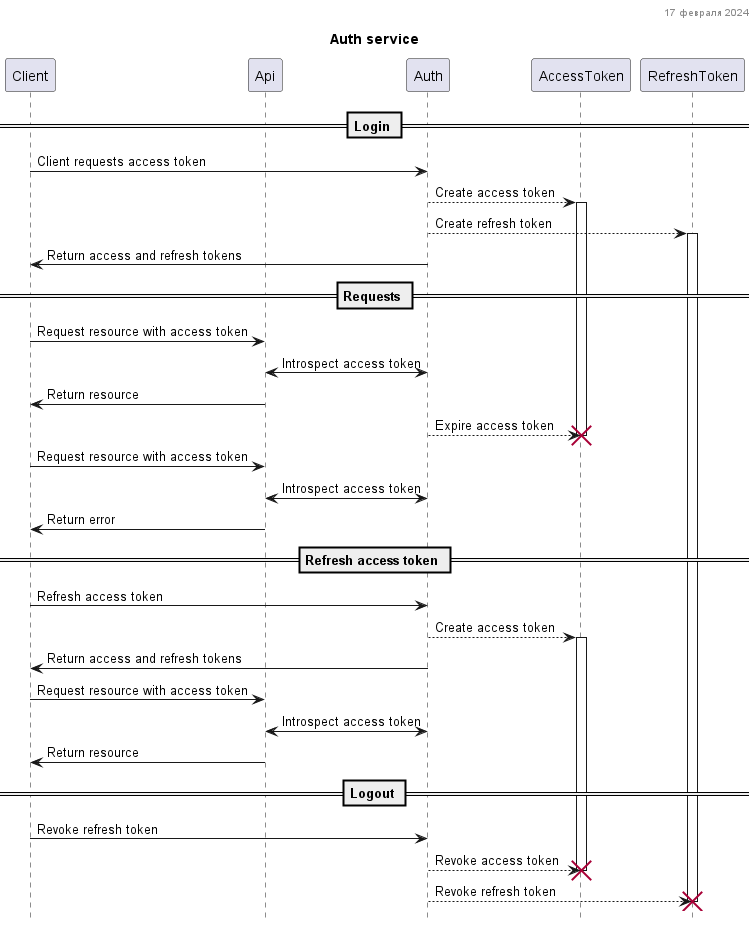 17 февраля 2024
Auth service
Client Api Auth AccessToken RefreshToken
Login
Client requests access token
Create access token
Create refresh token
Return access and refresh tokens
Requests
Request resource with access token
Introspect access token
Return resource
Expire access token
Request resource with access token
Introspect access token
Return error
Refresh access token
Refresh access token
Create access token
Return access and refresh tokens
Request resource with access token
Introspect access token
Return resource
Logout
Revoke refresh token
Revoke access token
Revoke refresh token